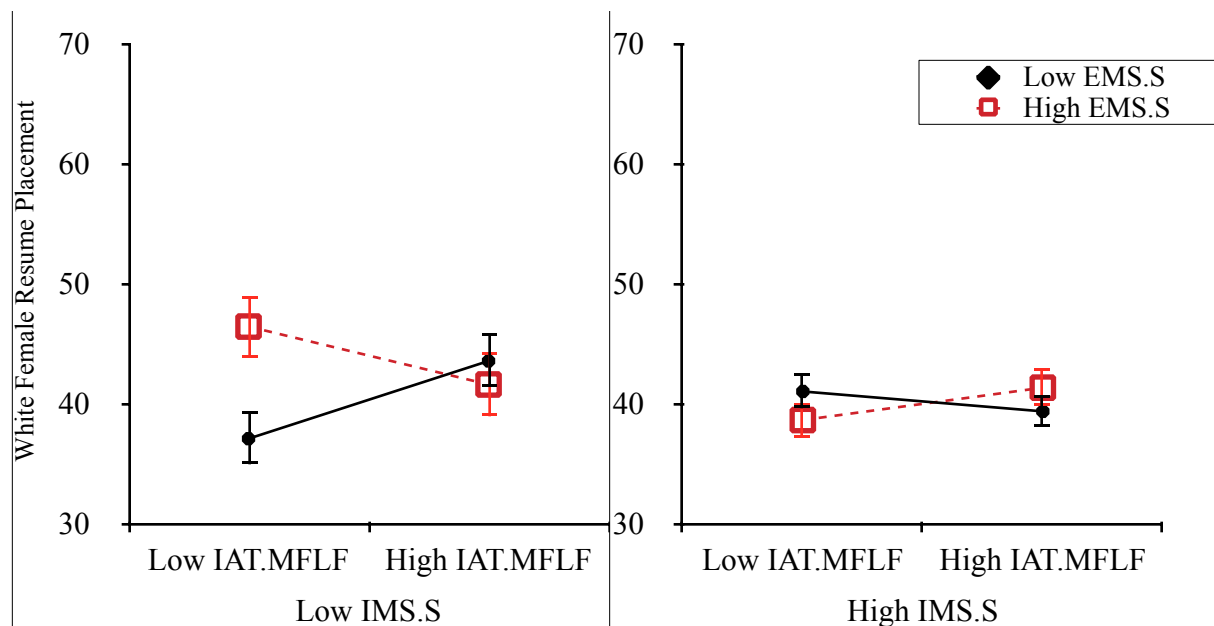 White Female Resume Placement
70
60
50
40
30
Low IAT.MFLF
High IAT.MFLF
Low IMS.S
70
60
50
40
30
Low EMS.S
High EMS.S
Low IAT.MFLF
High IAT.MFLF
High IMS.S